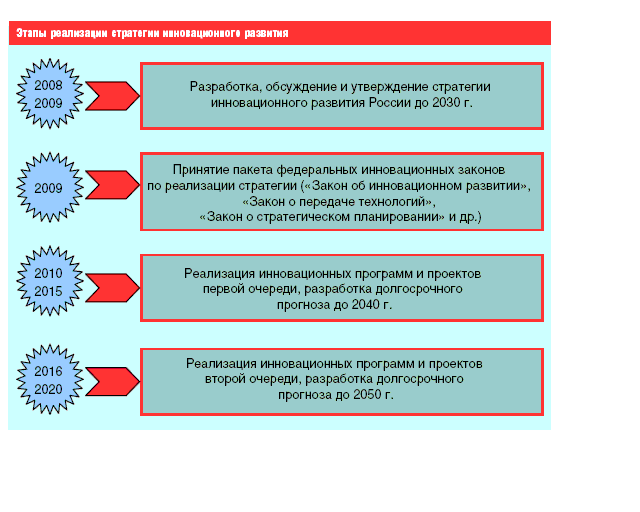 Этапы реализации стратегии инновационного развития
2008
2009
Разработка, обсуждение и утверждение стратегии
инновационного развития России до 2030 г.
2009
Принятие пакета федеральных инновационных законов
по реализации стратегии («Закон об инновационном развитии»,
«Закон о передаче технологий»,
«Закон о стратегическом планировании» и др.)
2010
2015
Реализация инновационных программ и проектов
первой очереди, разработка долгосрочного
прогноза до 2040 г.
2016
2020
Реализация инновационных программ и проектов
второй очереди, разработка долгосрочного
прогноза до 2050 г.